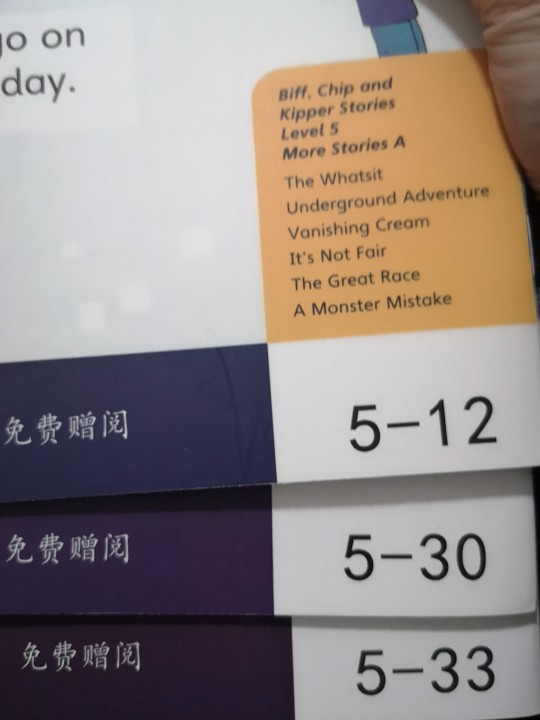 go on
day.
Biff, Chip and
Kipper Stories
Level 5
More Stories A
The Whatsit
Underground Adventure
Vanishing Cream
It's Not Fair
The Great Race
A Monster Mistake
免费赠阅 5-12
免费赠阅 5-30
免费赠阅 5-33